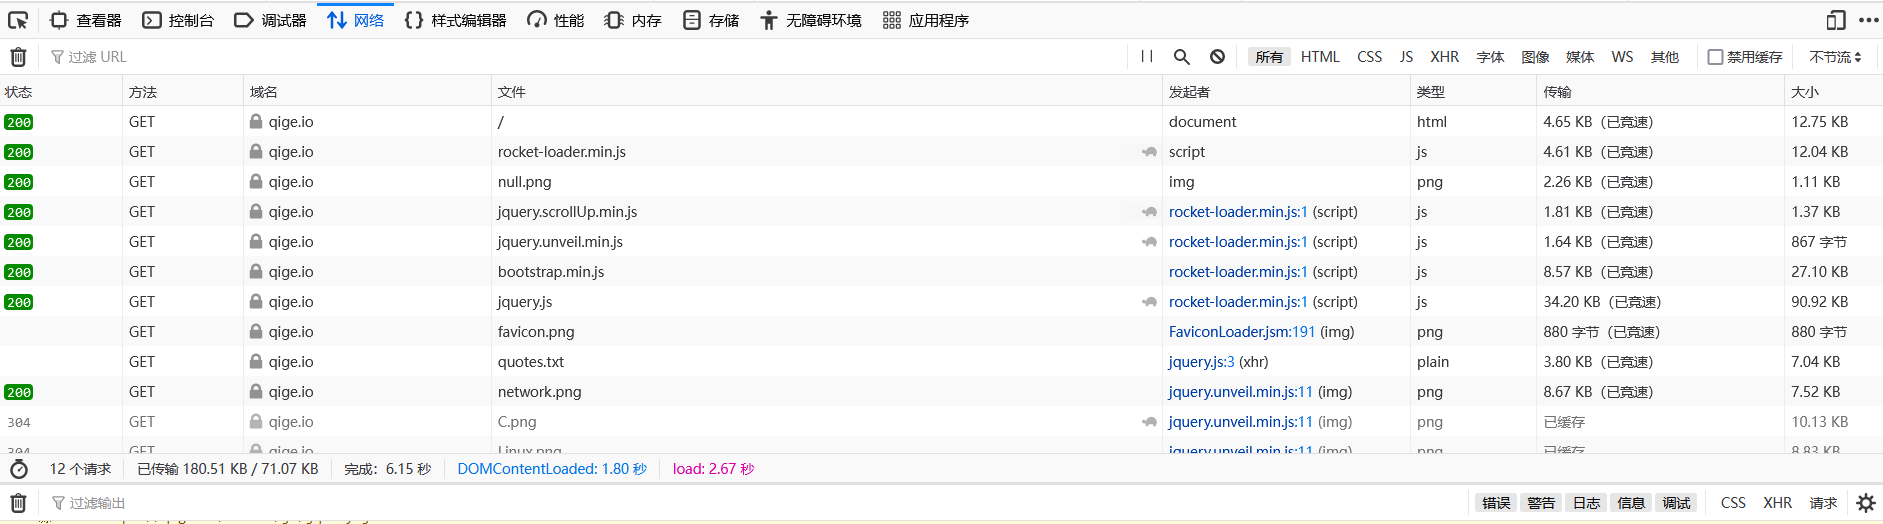 查看器 控制台 调试器 网络 样式编辑器 性能 内存 存储 无障碍环境 应用程序
过滤 URL 所有 HTML CSS JS XHR 字体 图像 媒体 WS 其他 禁用缓存 不节流
状态 方法 域名 文件 发起者 类型 传输 大小
200 GET qige.io / document html 4.65 KB（已竞速） 12.75 KB
200 GET qige.io rocket-loader.min.js script js 4.61 KB（已竞速） 12.04 KB
200 GET qige.io null.png img png 2.26 KB（已竞速） 1.11 KB
200 GET qige.io jquery.scrollUp.min.js rocket-loader.min.js:1 (script) js 1.81 KB（已竞速） 1.37 KB
200 GET qige.io jquery.unveil.min.js rocket-loader.min.js:1 (script) js 1.64 KB（已竞速） 867 字节
200 GET qige.io bootstrap.min.js rocket-loader.min.js:1 (script) js 8.57 KB（已竞速） 27.10 KB
200 GET qige.io jquery.js rocket-loader.min.js:1 (script) js 34.20 KB（已竞速） 90.92 KB
GET qige.io favicon.png FaviconLoader.jsm:191 (img) png 880 字节（已竞速） 880 字节
GET qige.io quotes.txt jquery.js:3 (xhr) plain 3.80 KB（已竞速） 7.04 KB
200 GET qige.io network.png jquery.unveil.min.js:11 (img) png 8.67 KB（已竞速） 7.52 KB
304 GET qige.io C.png jquery.unveil.min.js:11 (img) png 已缓存 10.13 KB
304 GET qige.io Linux.png jquery.unveil.min.js:11 (img) png 已缓存 8.83 KB
12 个请求 已传输 180.51 KB / 71.07 KB 完成：6.15 秒 DOMContentLoaded: 1.80 秒 load: 2.67 秒
过滤输出 错误 警告 日志 信息 调试 CSS XHR 请求